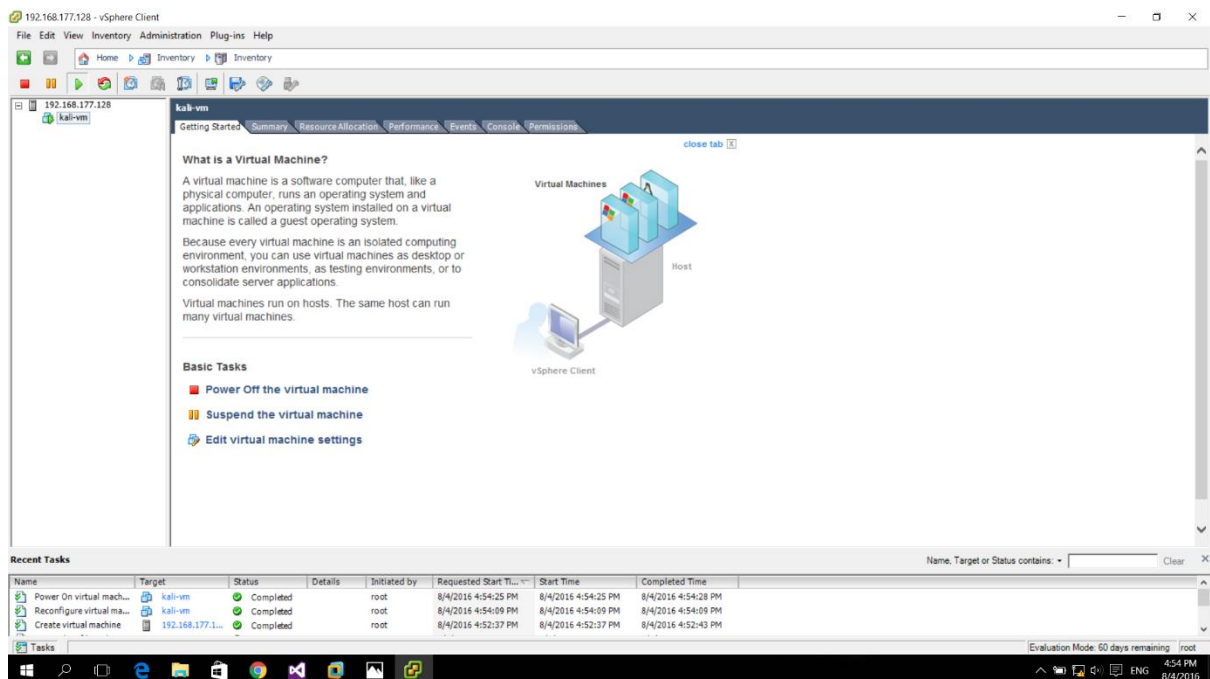 192.168.177.128 - vSphere Client
File Edit View Inventory Administration Plug-ins Help
Home Inventory Inventory
192.168.177.128
kali-vm
kali-vm
Getting Started Summary Resource Allocation Performance Events Console Permissions
close tab
What is a Virtual Machine?
A virtual machine is a software computer that, like a
physical computer, runs an operating system and
applications. An operating system installed on a virtual
machine is called a guest operating system.
Because every virtual machine is an isolated computing
environment, you can use virtual machines as desktop or
workstation environments, as testing environments, or to
consolidate server applications.
Virtual machines run on hosts. The same host can run
many virtual machines.
Virtual Machines
Host
vSphere Client
Basic Tasks
Power Off the virtual machine
Suspend the virtual machine
Edit virtual machine settings
Recent Tasks
Name, Target or Status contains:
Clear
Name Target Status Details Initiated by Requested Start Ti... Start Time Completed Time
Power On virtual mach... kali-vm Completed root 8/4/2016 4:54:25 PM 8/4/2016 4:54:25 PM 8/4/2016 4:54:28 PM
Reconfigure virtual ma... kali-vm Completed root 8/4/2016 4:54:09 PM 8/4/2016 4:54:09 PM 8/4/2016 4:54:09 PM
Create virtual machine 192.168.177.1... Completed root 8/4/2016 4:52:37 PM 8/4/2016 4:52:37 PM 8/4/2016 4:52:43 PM
Tasks
Evaluation Mode: 60 days remaining root
ENG
4:54 PM
8/4/2016